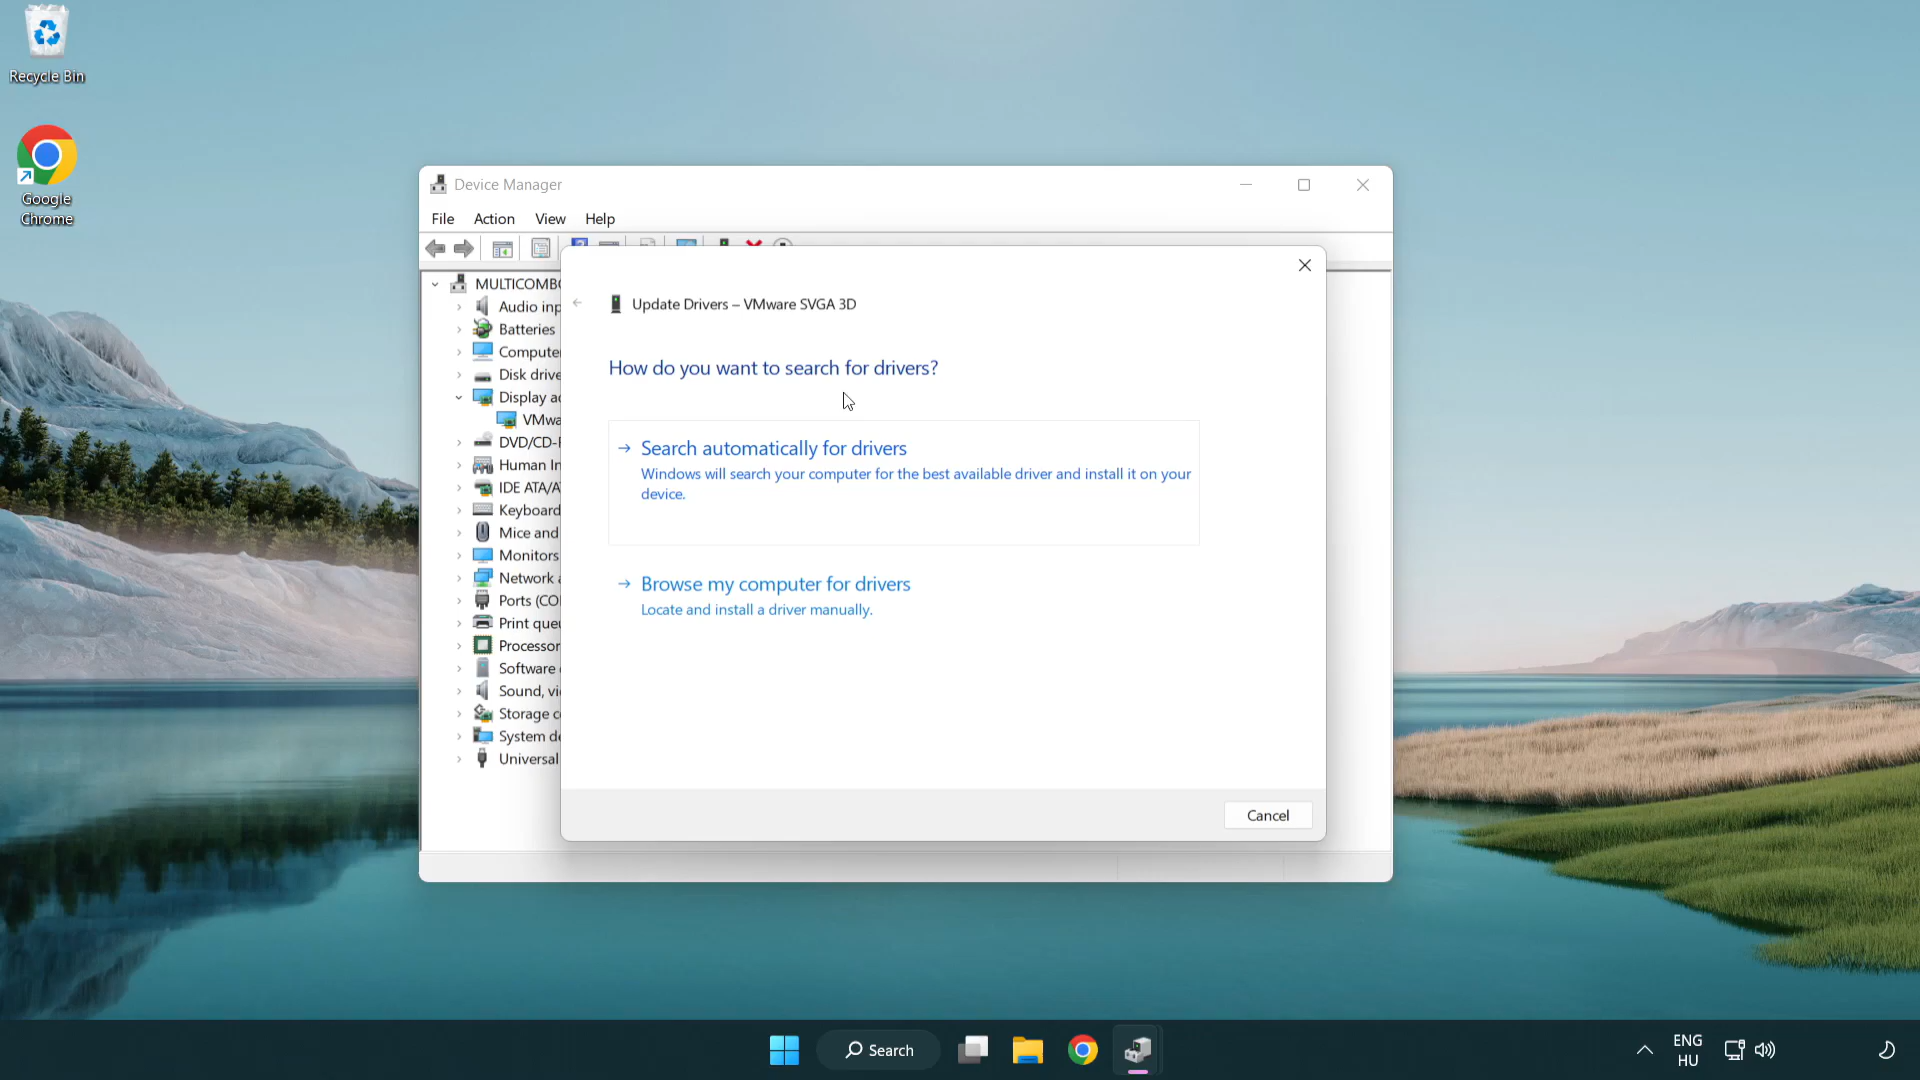 Recycle Bin
Google
Chrome
Device Manager
File Action View Help
MULTICOMBO
Audio inp
Batteries
Compute
Disk drive
Display a
VMwa
DVD/CD-
Human In
IDE ATA/A
Keyboard
Mice and
Monitors
Network a
Ports (CO
Print que
Processor
Software
Sound, vi
Storage c
System de
Universal
Update Drivers – VMware SVGA 3D
How do you want to search for drivers?
Search automatically for drivers
Windows will search your computer for the best available driver and install it on your
device.
Browse my computer for drivers
Locate and install a driver manually.
Cancel
Search
ENG
HU